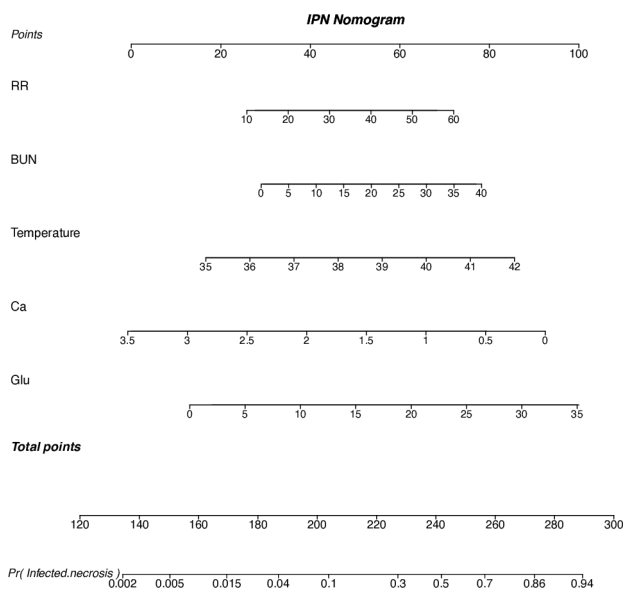 IPN Nomogram
Points
0 20 40 60 80 100
RR
10 20 30 40 50 60
BUN
0 5 10 15 20 25 30 35 40
Temperature
35 36 37 38 39 40 41 42
Ca
3.5 3 2.5 2 1.5 1 0.5 0
Glu
0 5 10 15 20 25 30 35
Total points
120 140 160 180 200 220 240 260 280 300
Pr( Infected.necrosis )
0.002 0.005 0.015 0.04 0.1 0.3 0.5 0.7 0.86 0.94